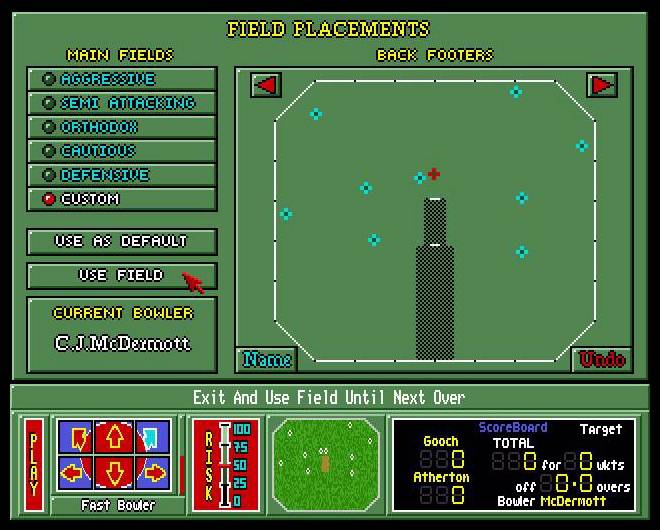 FIELD PLACEMENTS
MAIN FIELDS
BACK FOOTERS
AGGRESSIVE
SEMI ATTACKING
ORTHODOX
CAUTIOUS
DEFENSIVE
CUSTOM
USE AS DEFAULT
USE FIELD
CURRENT BOWLER
C.J.McDermott
Name
Undo
Exit And Use Field Until Next Over
PLAY
Fast Bowler
RISK
100
75
50
25
0
ScoreBoard
Target
Gooch
0
TOTAL
0 for 0 wkts
Atherton
0
off 0.0 overs
Bowler McDermott